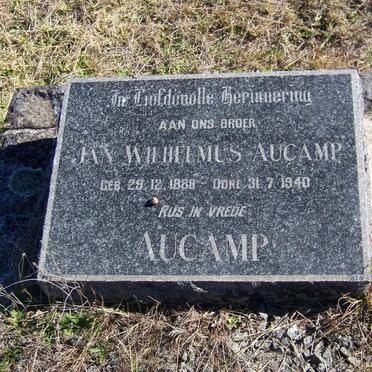 In Liefdevolle Herinnering
AAN ONS BROER
JAN WILHELMUS AUCAMP
GEB. 29. 12. 1889 - OORL. 31. 7. 1940
RUS IN VREDE
AUCAMP